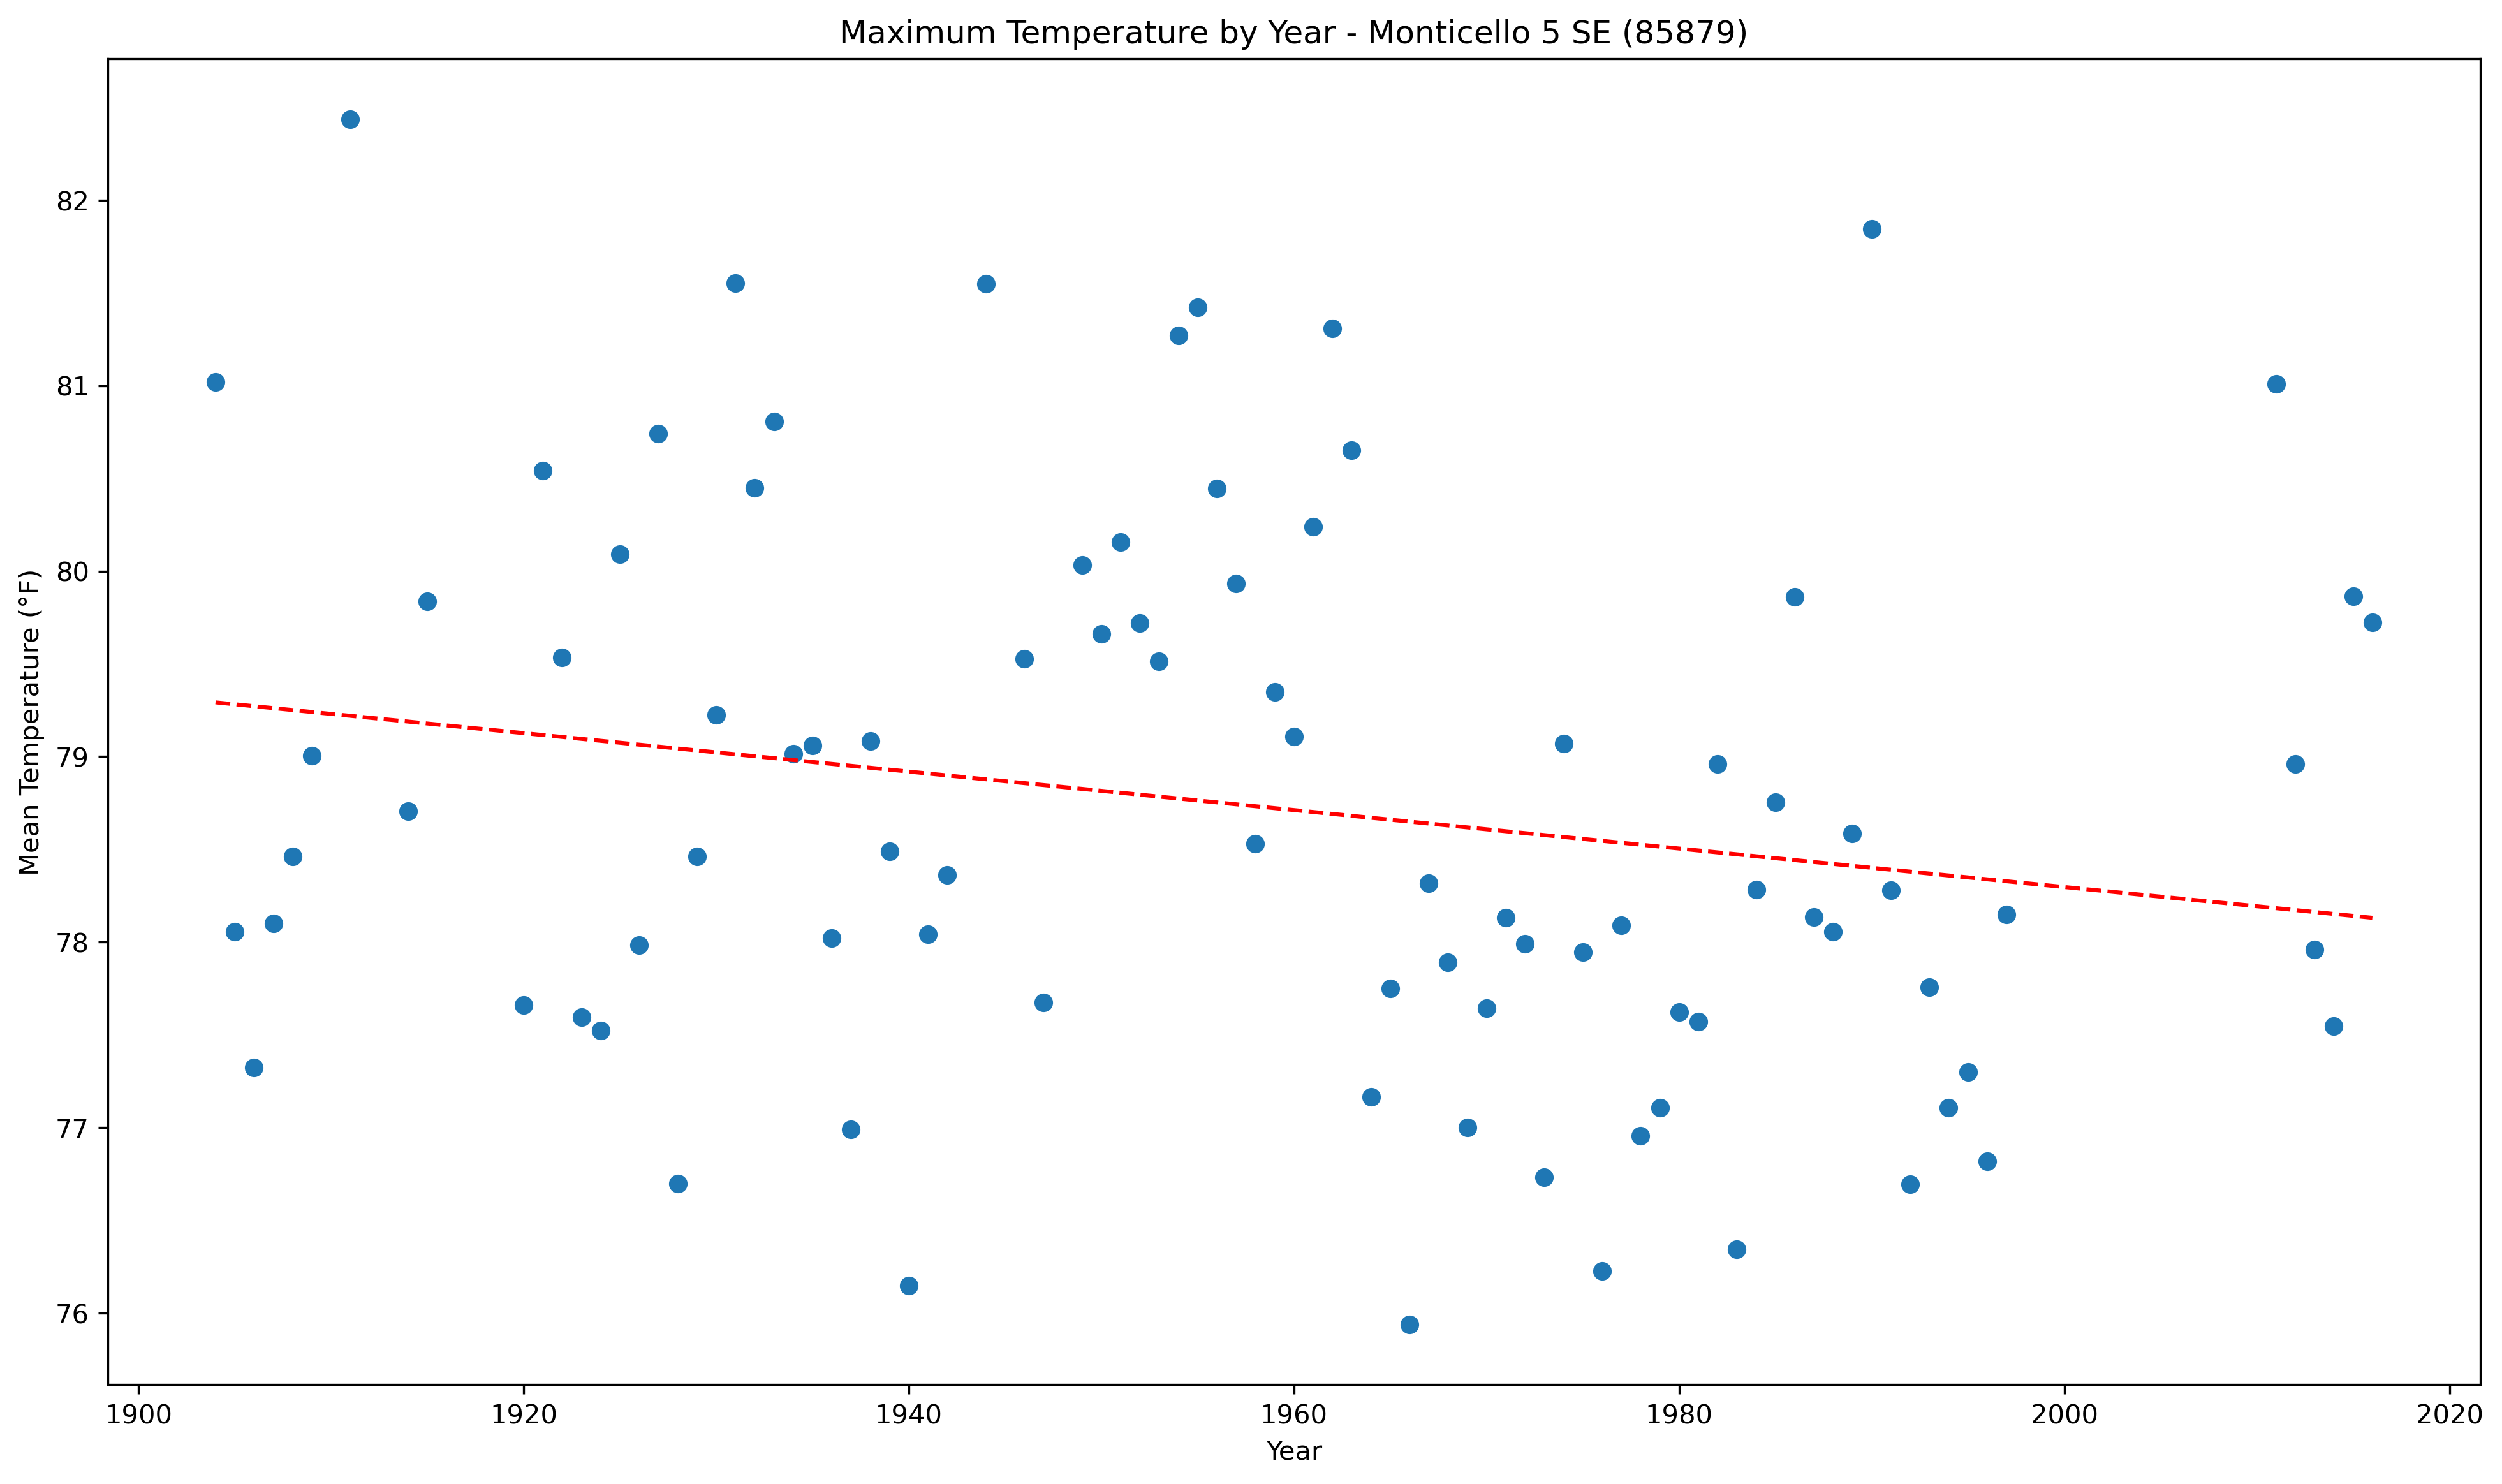 Maximum Temperature by Year - Monticello 5 SE (85879)
Mean Temperature (°F)
82
81
80
79
78
77
76
1900 1920 1940 1960 1980 2000 2020
Year